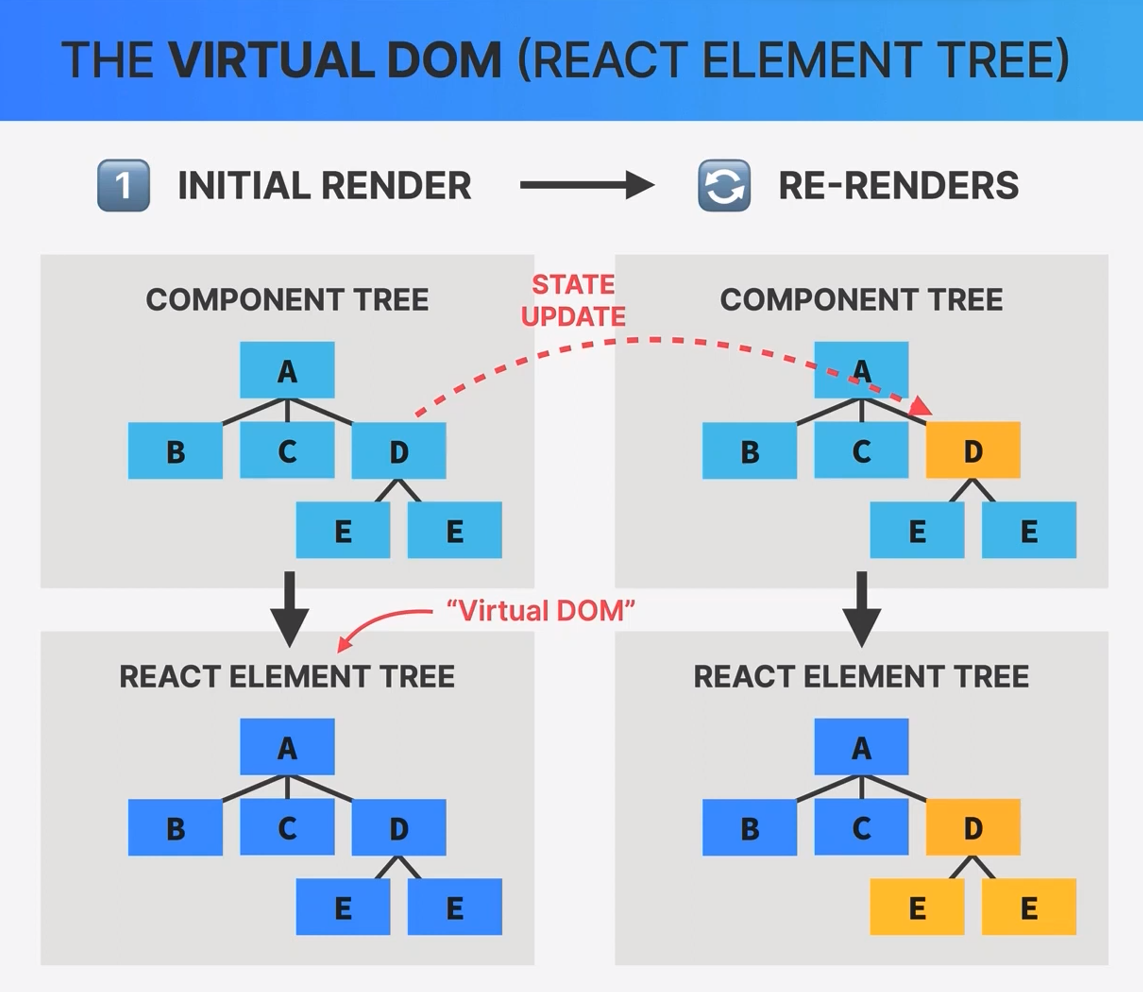 THE VIRTUAL DOM (REACT ELEMENT TREE)
1 INITIAL RENDER
RE-RENDERS
COMPONENT TREE
A
B C D
E E
STATE
UPDATE
COMPONENT TREE
A
B C D
E E
“Virtual DOM”
REACT ELEMENT TREE
A
B C D
E E
REACT ELEMENT TREE
A
B C D
E E